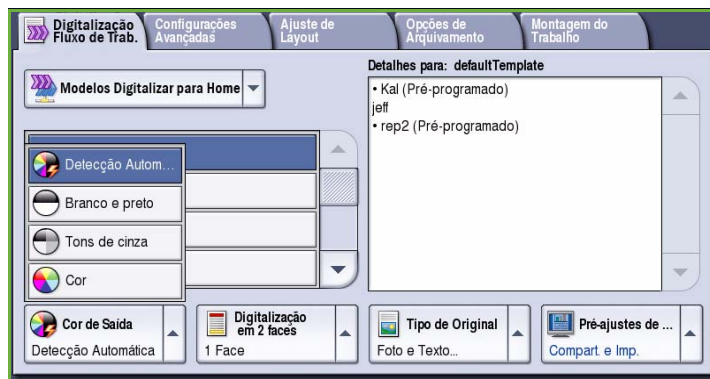 Digitalização
Fluxo de Trab.
Configurações
Avançadas
Ajuste de
Layout
Opções de
Arquivamento
Montagem do
Trabalho
Modelos Digitalizar para Home
Detalhes para: defaultTemplate
• Kal (Pré-programado)
jeff
• rep2 (Pré-programado)
Detecção Autom...
Branco e preto
Tons de cinza
Cor
Cor de Saída
Detecção Automática
Digitalização
em 2 faces
1 Face
Tipo de Original
Foto e Texto...
Pré-ajustes de ...
Compart. e Imp.